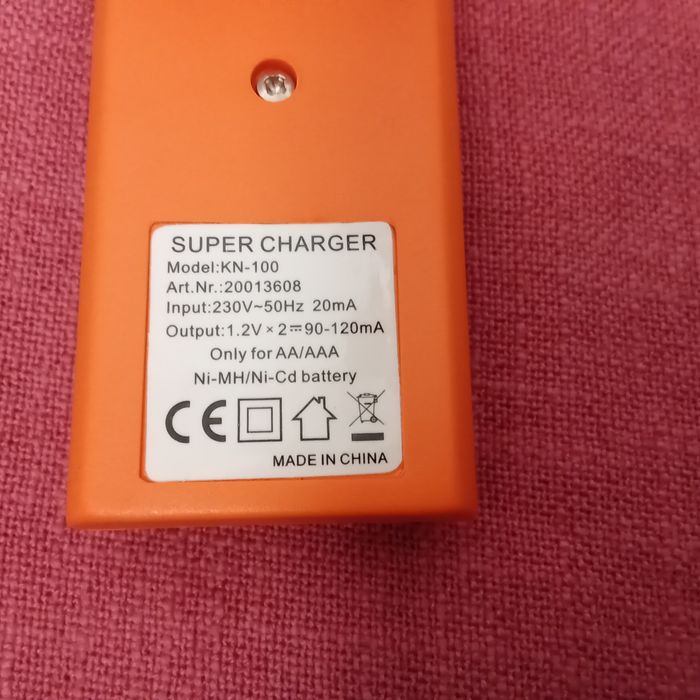 SUPER CHARGER
Model:KN-100
Art.Nr.:20013608
Input:230V~50Hz 20mA
Output:1.2V × 2⎓90-120mA
Only for AA/AAA
Ni-MH/Ni-Cd battery
CE
MADE IN CHINA